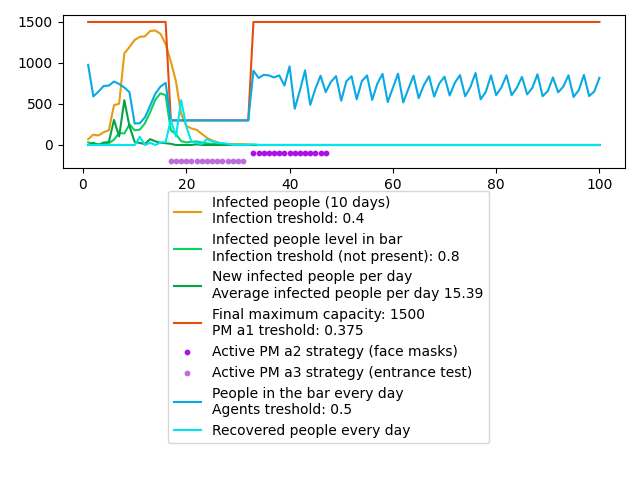 1500
1000
500
0
0 20 40 60 80 100
Infected people (10 days)
Infection treshold: 0.4
Infected people level in bar
Infection treshold (not present): 0.8
New infected people per day
Average infected people per day 15.39
Final maximum capacity: 1500
PM a1 treshold: 0.375
Active PM a2 strategy (face masks)
Active PM a3 strategy (entrance test)
People in the bar every day
Agents treshold: 0.5
Recovered people every day